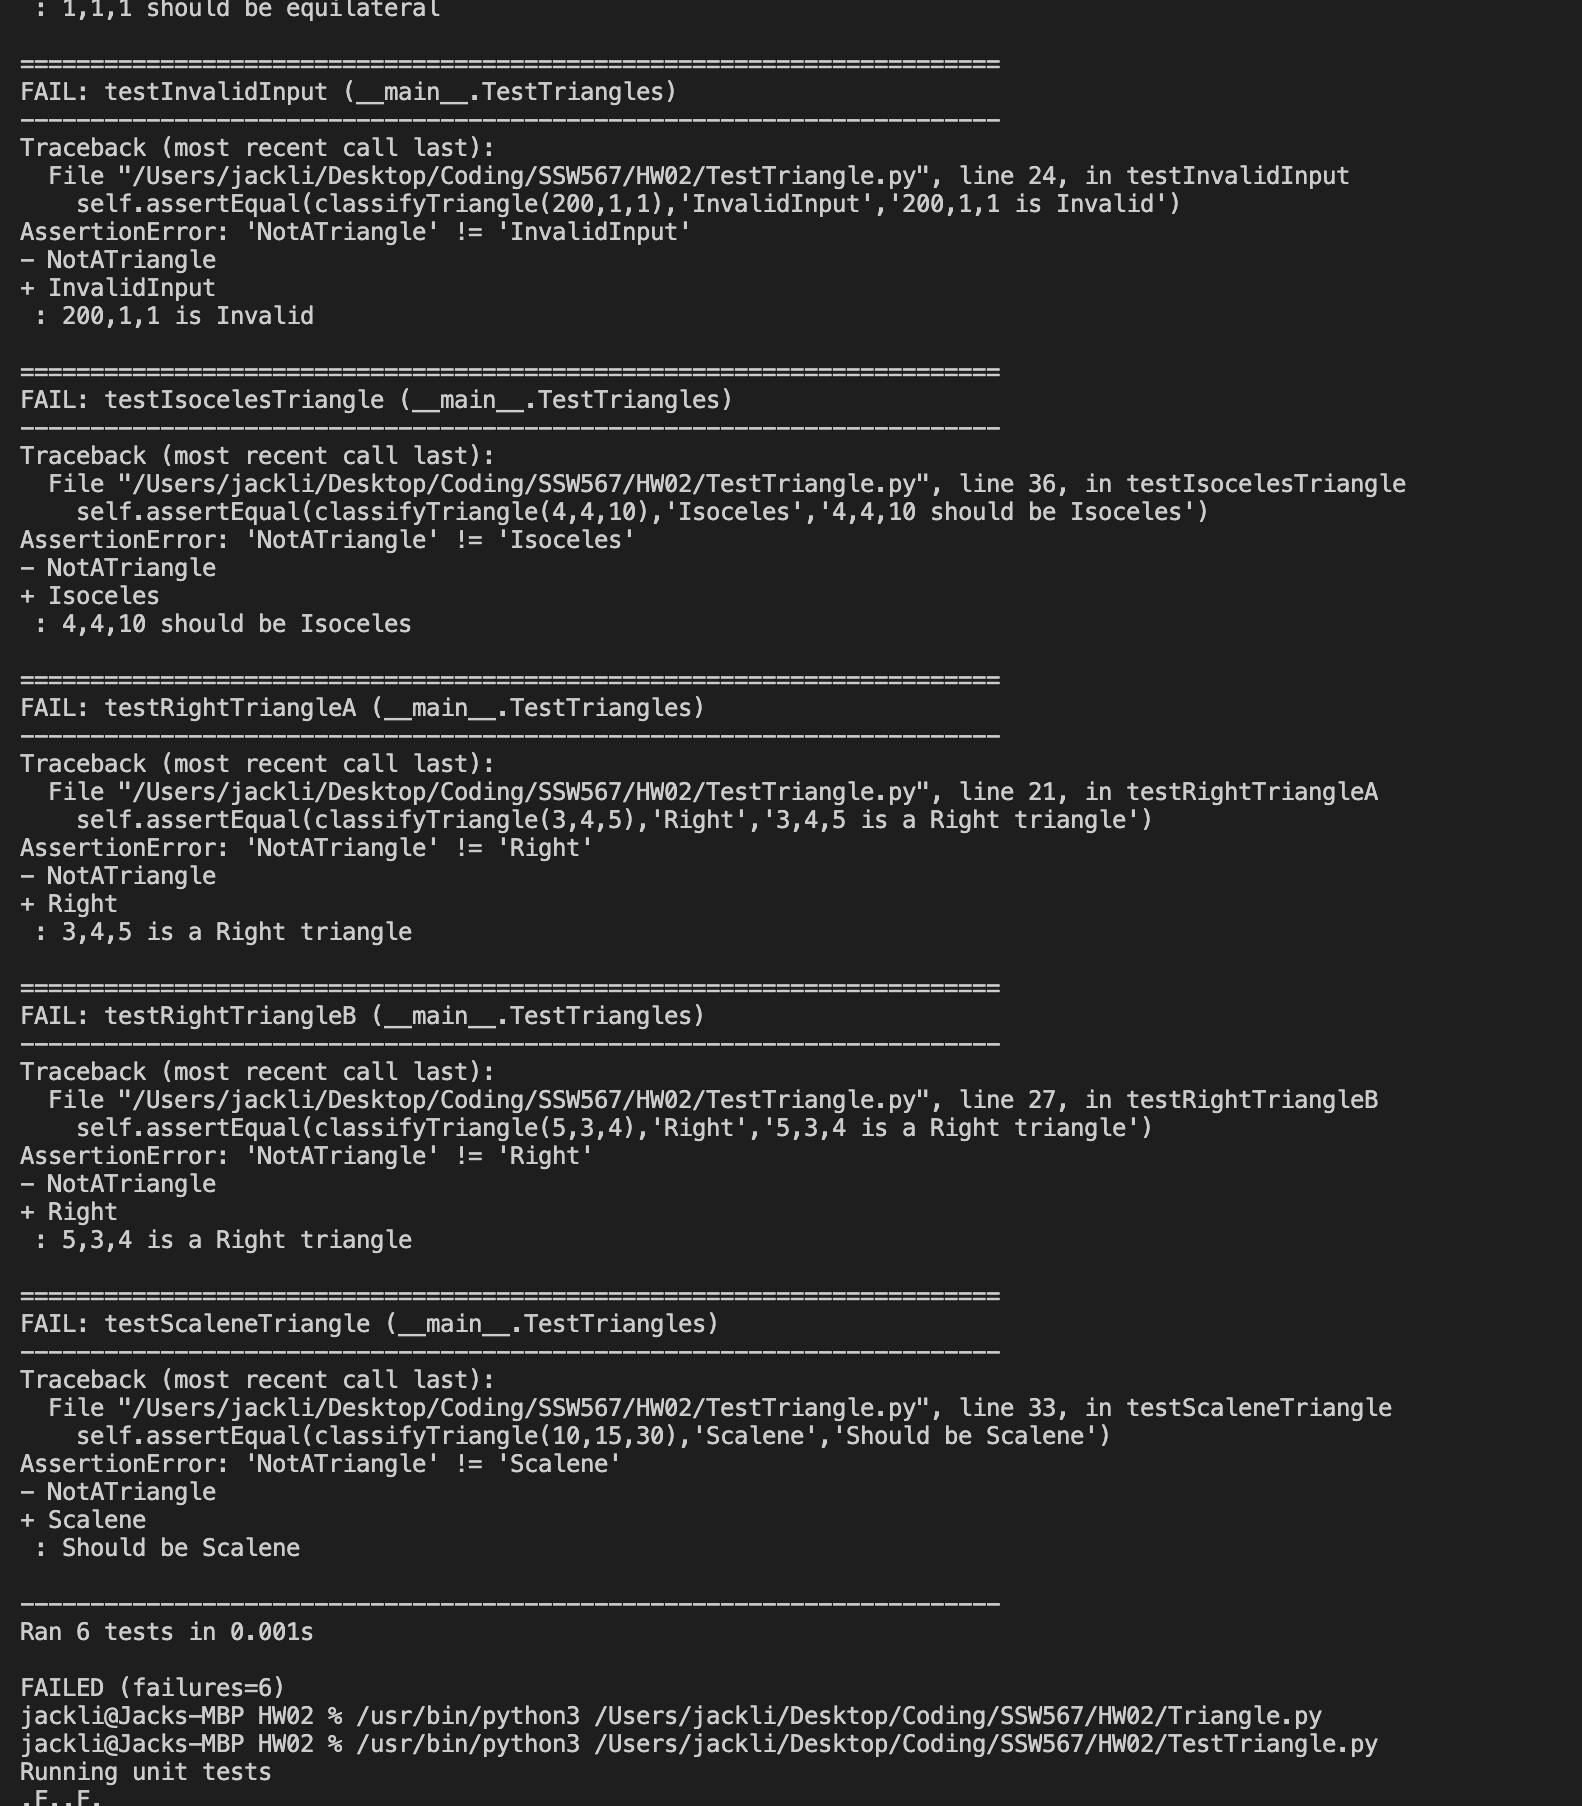 : 1,1,1 should be equilateral
======================================================================
FAIL: testInvalidInput (__main__.TestTriangles)
----------------------------------------------------------------------
Traceback (most recent call last):
File "/Users/jackli/Desktop/Coding/SSW567/HW02/TestTriangle.py", line 24, in testInvalidInput
self.assertEqual(classifyTriangle(200,1,1),'InvalidInput','200,1,1 is Invalid')
AssertionError: 'NotATriangle' != 'InvalidInput'
- NotATriangle
+ InvalidInput
: 200,1,1 is Invalid
======================================================================
FAIL: testIsocelesTriangle (__main__.TestTriangles)
----------------------------------------------------------------------
Traceback (most recent call last):
File "/Users/jackli/Desktop/Coding/SSW567/HW02/TestTriangle.py", line 36, in testIsocelesTriangle
self.assertEqual(classifyTriangle(4,4,10),'Isoceles','4,4,10 should be Isoceles')
AssertionError: 'NotATriangle' != 'Isoceles'
- NotATriangle
+ Isoceles
: 4,4,10 should be Isoceles
======================================================================
FAIL: testRightTriangleA (__main__.TestTriangles)
----------------------------------------------------------------------
Traceback (most recent call last):
File "/Users/jackli/Desktop/Coding/SSW567/HW02/TestTriangle.py", line 21, in testRightTriangleA
self.assertEqual(classifyTriangle(3,4,5),'Right','3,4,5 is a Right triangle')
AssertionError: 'NotATriangle' != 'Right'
- NotATriangle
+ Right
: 3,4,5 is a Right triangle
======================================================================
FAIL: testRightTriangleB (__main__.TestTriangles)
----------------------------------------------------------------------
Traceback (most recent call last):
File "/Users/jackli/Desktop/Coding/SSW567/HW02/TestTriangle.py", line 27, in testRightTriangleB
self.assertEqual(classifyTriangle(5,3,4),'Right','5,3,4 is a Right triangle')
AssertionError: 'NotATriangle' != 'Right'
- NotATriangle
+ Right
: 5,3,4 is a Right triangle
======================================================================
FAIL: testScaleneTriangle (__main__.TestTriangles)
----------------------------------------------------------------------
Traceback (most recent call last):
File "/Users/jackli/Desktop/Coding/SSW567/HW02/TestTriangle.py", line 33, in testScaleneTriangle
self.assertEqual(classifyTriangle(10,15,30),'Scalene','Should be Scalene')
AssertionError: 'NotATriangle' != 'Scalene'
- NotATriangle
+ Scalene
: Should be Scalene
----------------------------------------------------------------------
Ran 6 tests in 0.001s
FAILED (failures=6)
jackli@Jacks-MBP HW02 % /usr/bin/python3 /Users/jackli/Desktop/Coding/SSW567/HW02/Triangle.py
jackli@Jacks-MBP HW02 % /usr/bin/python3 /Users/jackli/Desktop/Coding/SSW567/HW02/TestTriangle.py
Running unit tests
.F..F.